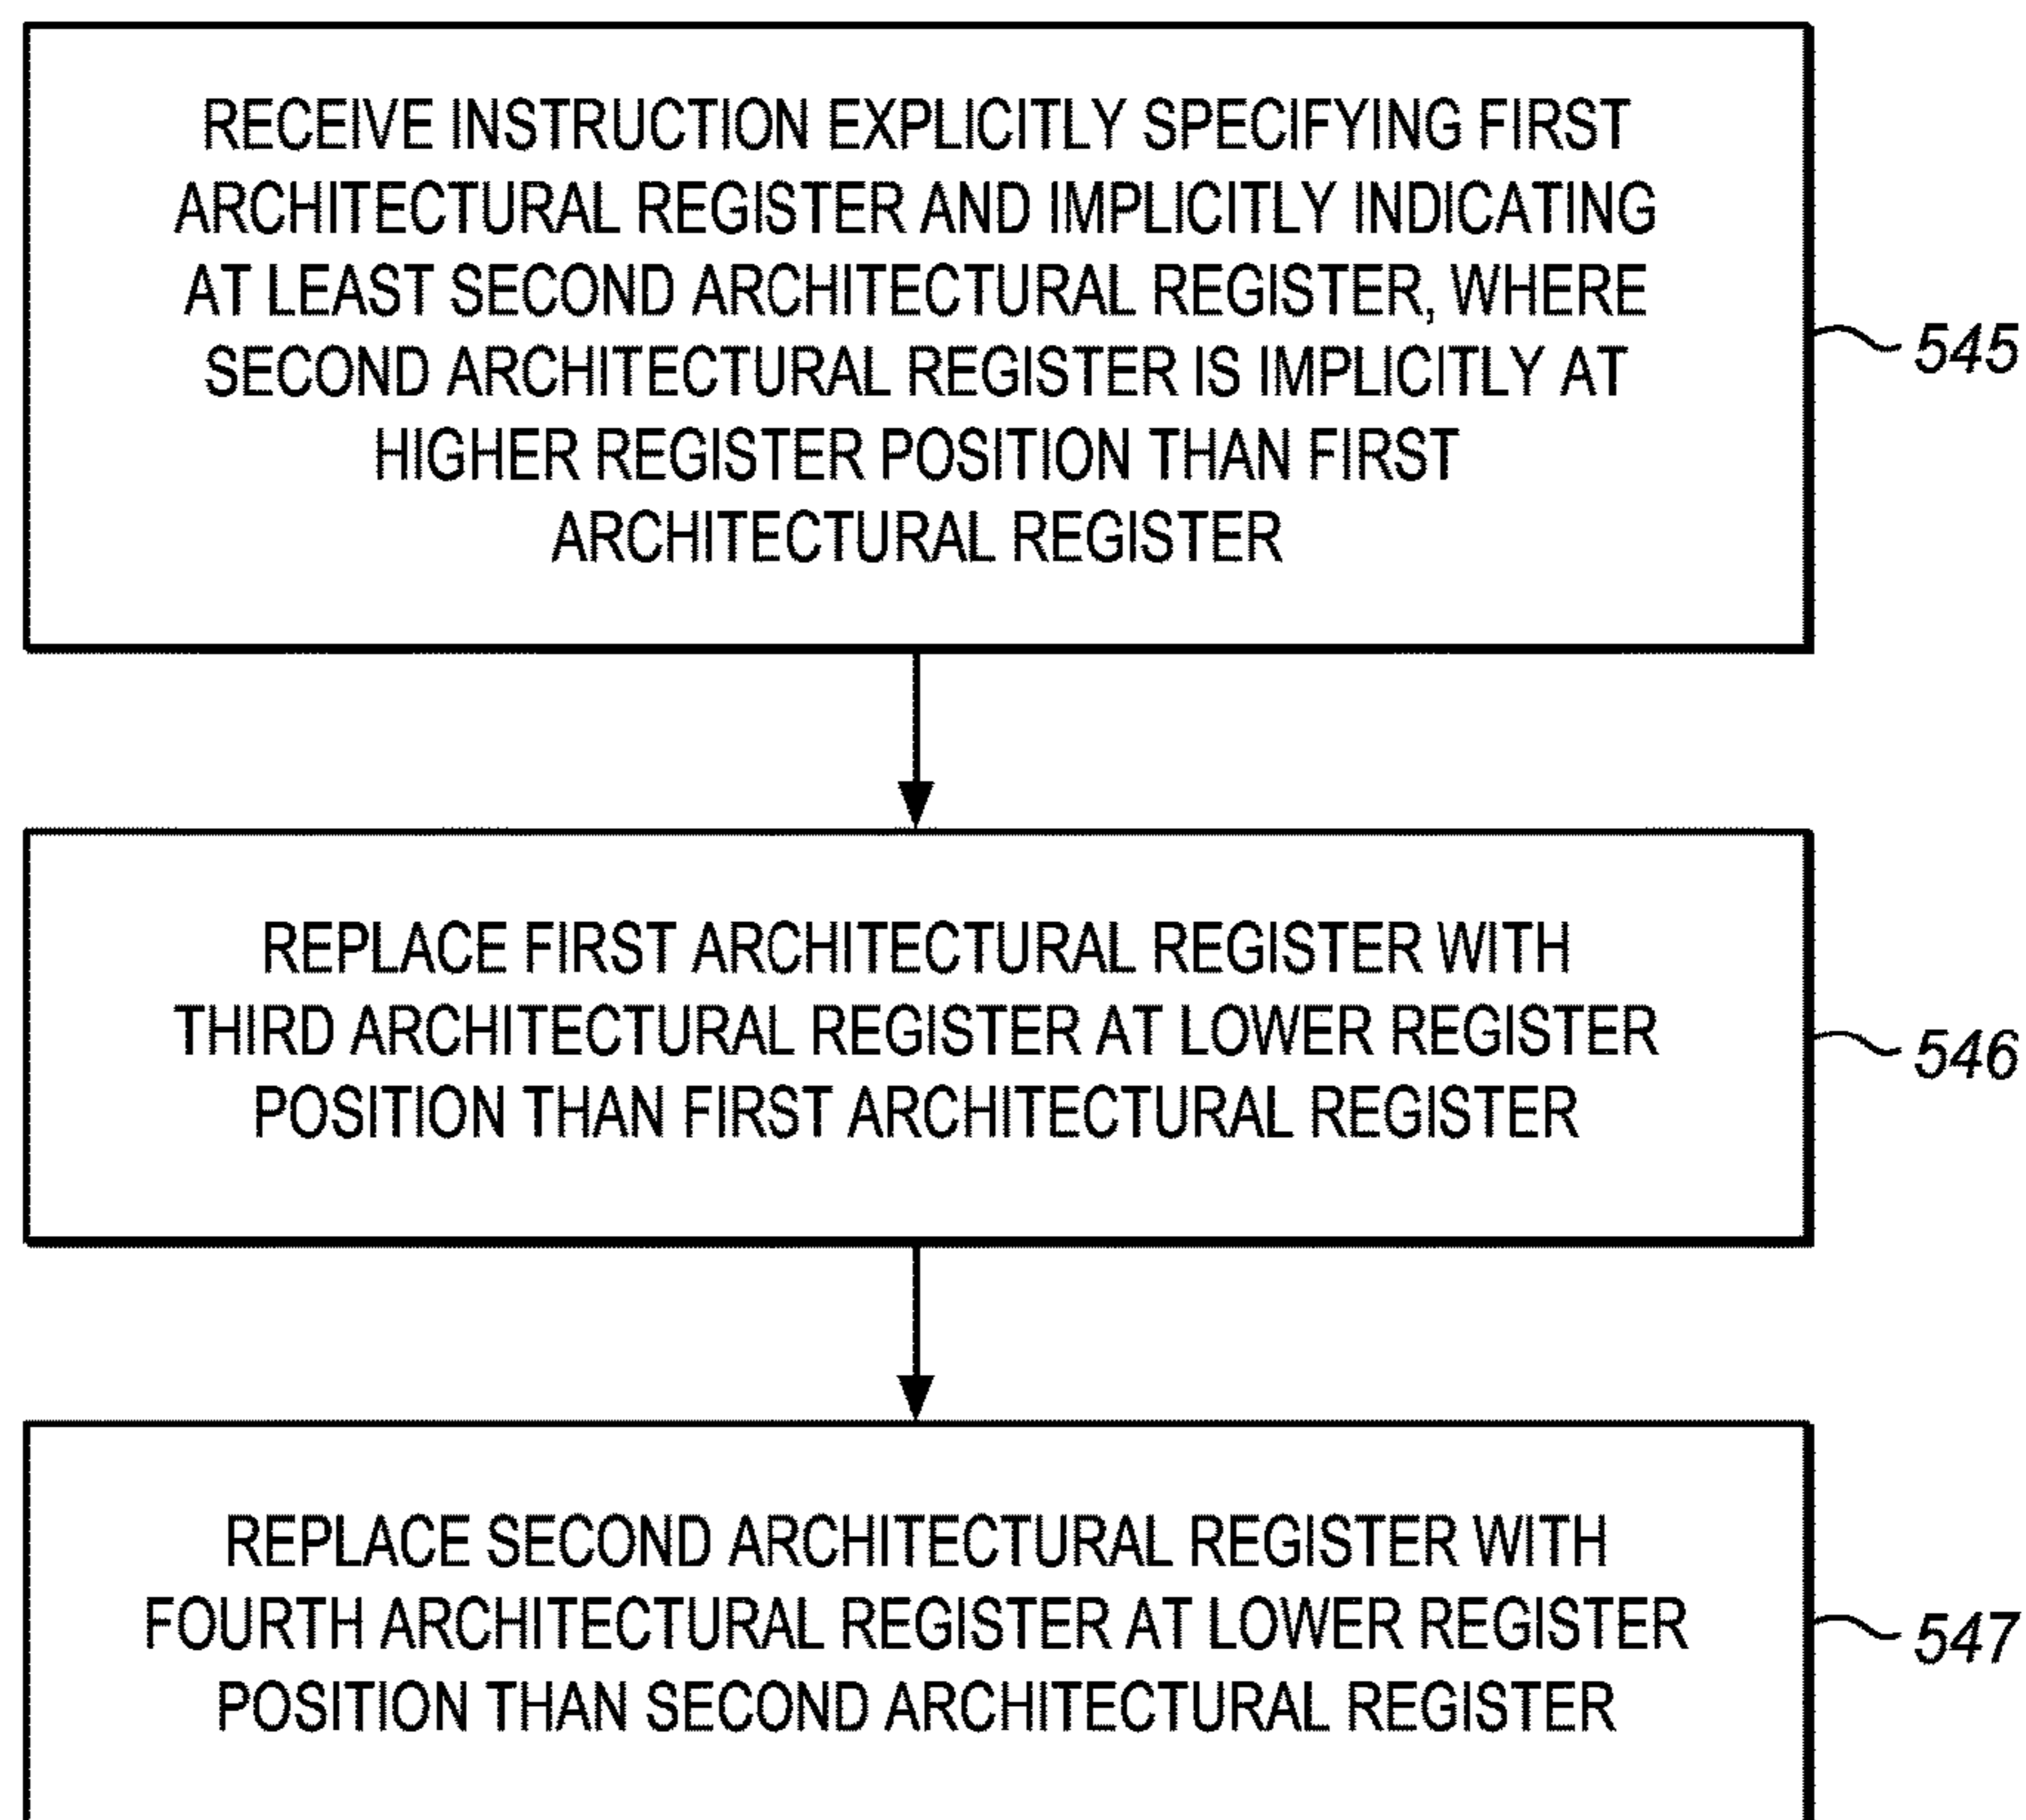 RECEIVE INSTRUCTION EXPLICITLY SPECIFYING FIRST
ARCHITECTURAL REGISTER AND IMPLICITLY INDICATING
AT LEAST SECOND ARCHITECTURAL REGISTER, WHERE
SECOND ARCHITECTURAL REGISTER IS IMPLICITLY AT
HIGHER REGISTER POSITION THAN FIRST
ARCHITECTURAL REGISTER
545
REPLACE FIRST ARCHITECTURAL REGISTER WITH
THIRD ARCHITECTURAL REGISTER AT LOWER REGISTER
POSITION THAN FIRST ARCHITECTURAL REGISTER
546
REPLACE SECOND ARCHITECTURAL REGISTER WITH
FOURTH ARCHITECTURAL REGISTER AT LOWER REGISTER
POSITION THAN SECOND ARCHITECTURAL REGISTER
547